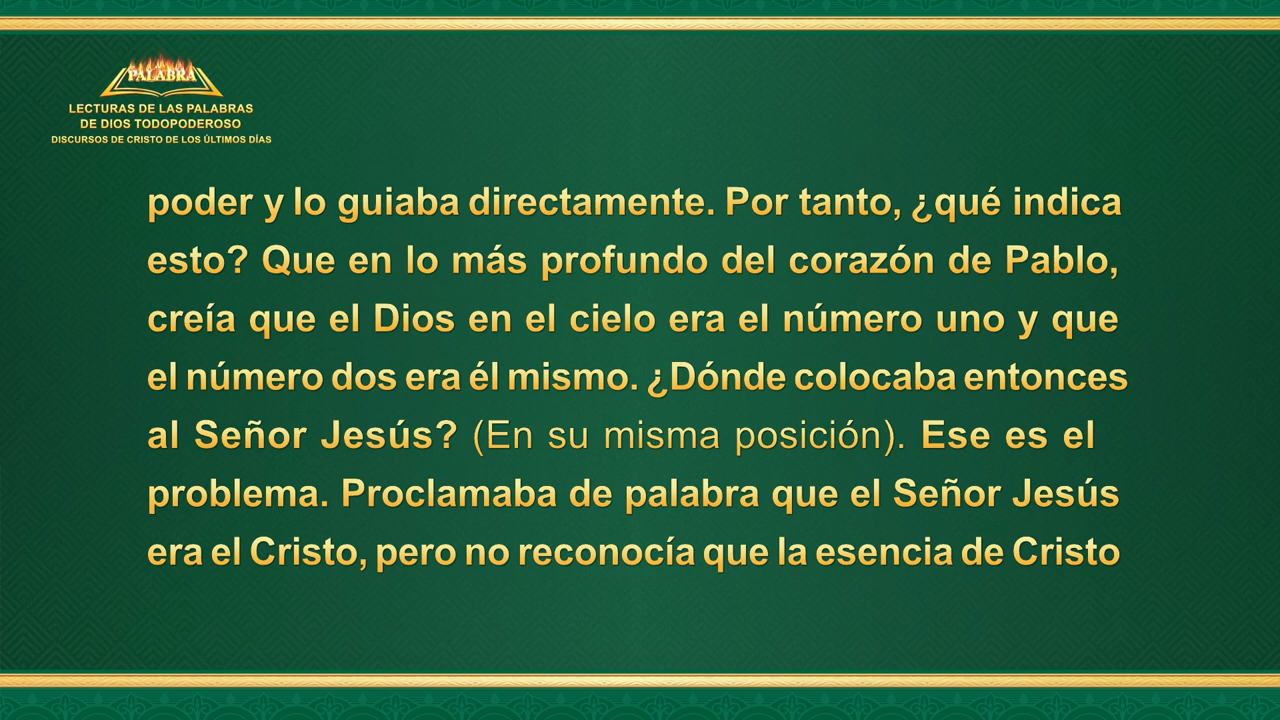 PALABRA
LECTURAS DE LAS PALABRAS
DE DIOS TODOPODEROSO
DISCURSOS DE CRISTO DE LOS ÚLTIMOS DÍAS
poder y lo guiaba directamente. Por tanto, ¿qué indica
esto? Que en lo más profundo del corazón de Pablo,
creía que el Dios en el cielo era el número uno y que
el número dos era él mismo. ¿Dónde colocaba entonces
al Señor Jesús? (En su misma posición). Ese es el
problema. Proclamaba de palabra que el Señor Jesús
era el Cristo, pero no reconocía que la esencia de Cristo